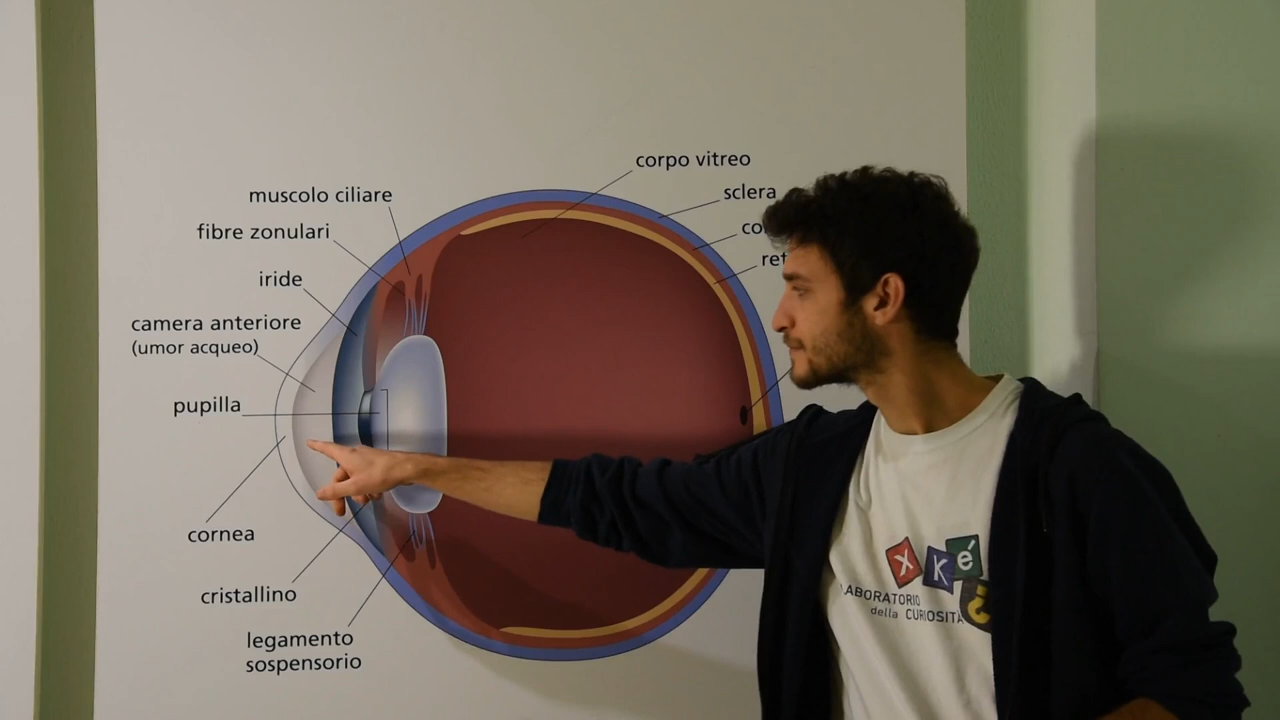 corpo vitreo
muscolo ciliare
sclera
fibre zonulari
iride
camera anteriore
(umor acqueo)
pupilla
cornea
cristallino
legamento
sospensorio
x
K
é
?
LABORATORIO
della CURIOSITÀ